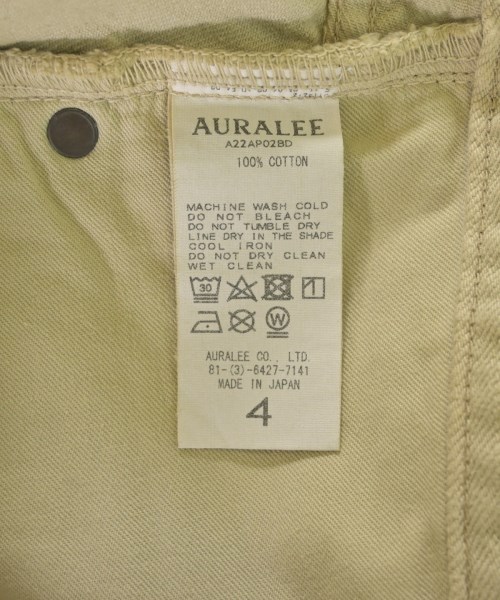 AURALEE
A22AP02BD
100% COTTON
MACHINE WASH COLD
DO NOT BLEACH
DO NOT TUMBLE DRY
LINE DRY IN THE SHADE
COOL IRON
DO NOT DRY CLEAN
WET CLEAN
30
W
AURALEE CO., LTD.
81-(3)-6427-7141
MADE IN JAPAN
4